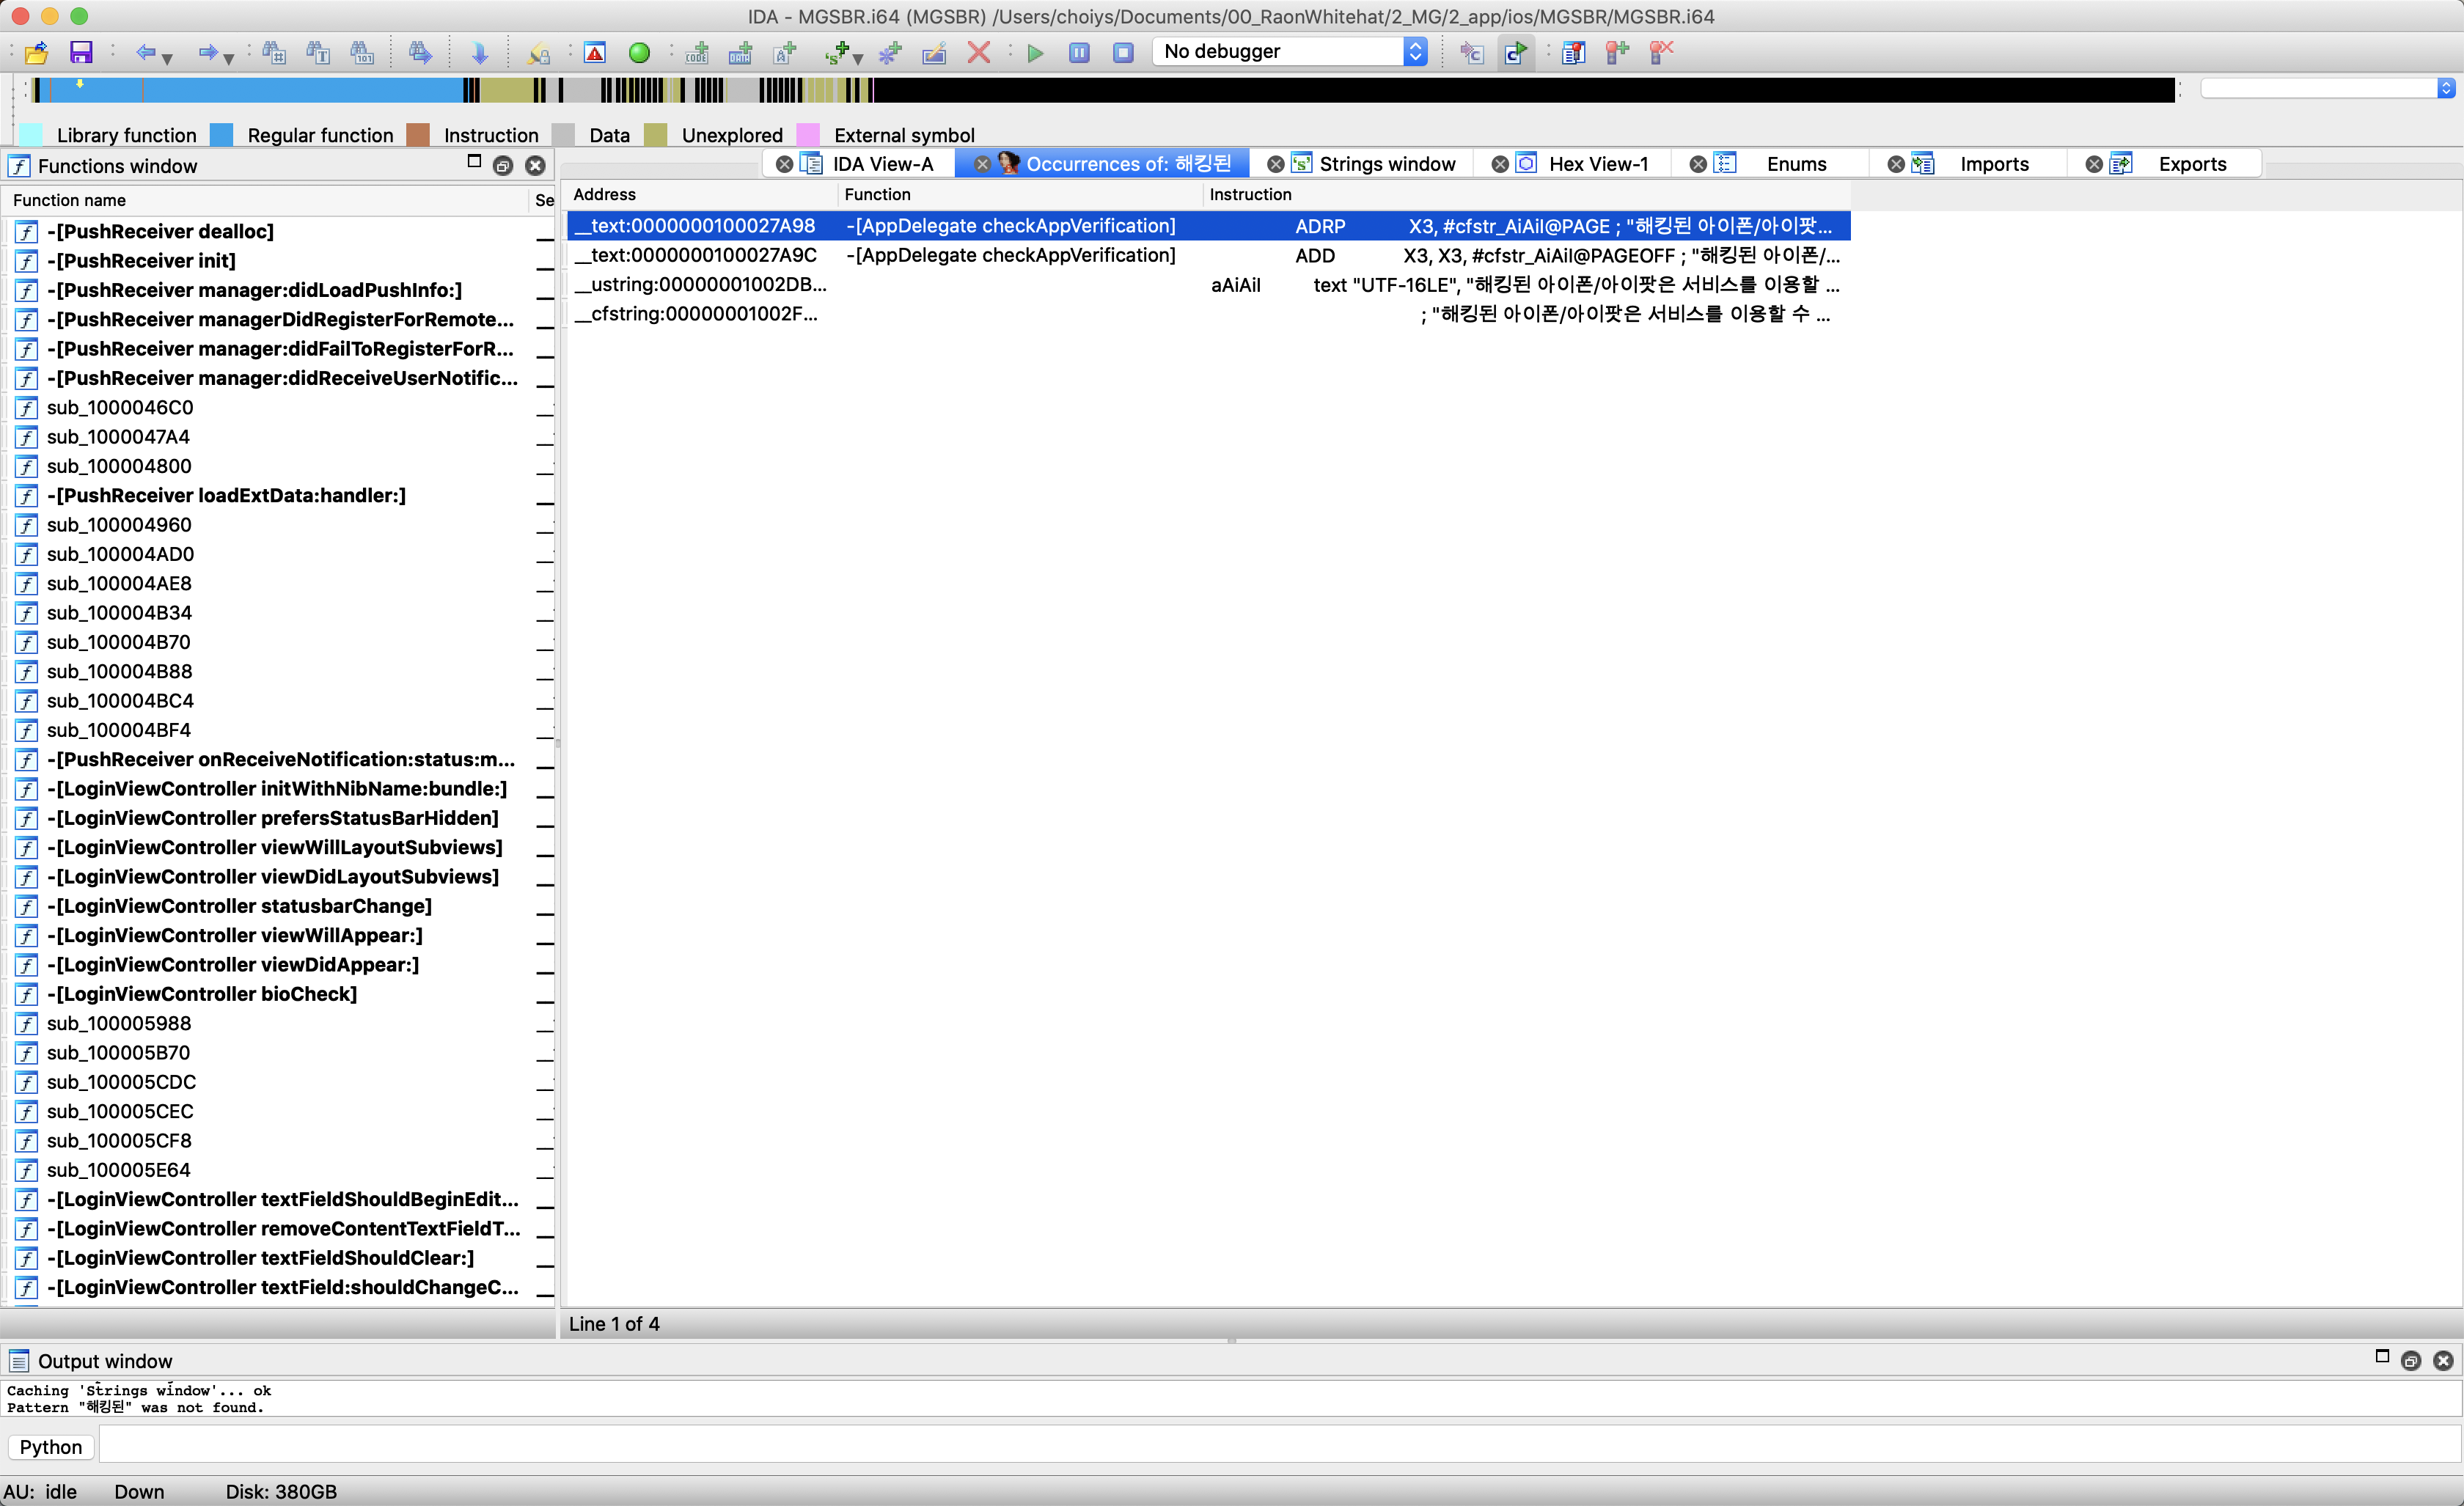 IDA - MGSBR.i64 (MGSBR) /Users/choiys/Documents/00_RaonWhitehat/2_MG/2_app/ios/MGSBR/MGSBR.i64
No debugger
Library function Regular function Instruction Data Unexplored External symbol
Functions window
IDA View-A Occurrences of: 해킹된 Strings window Hex View-1 Enums Imports Exports
Function name Se
-[PushReceiver dealloc]
-[PushReceiver init]
-[PushReceiver manager:didLoadPushInfo:]
-[PushReceiver managerDidRegisterForRemote...
-[PushReceiver manager:didFailToRegisterForR...
-[PushReceiver manager:didReceiveUserNotific...
sub_1000046C0
sub_1000047A4
sub_100004800
-[PushReceiver loadExtData:handler:]
sub_100004960
sub_100004AD0
sub_100004AE8
sub_100004B34
sub_100004B70
sub_100004B88
sub_100004BC4
sub_100004BF4
-[PushReceiver onReceiveNotification:status:m...
-[LoginViewController initWithNibName:bundle:]
-[LoginViewController prefersStatusBarHidden]
-[LoginViewController viewWillLayoutSubviews]
-[LoginViewController viewDidLayoutSubviews]
-[LoginViewController statusbarChange]
-[LoginViewController viewWillAppear:]
-[LoginViewController viewDidAppear:]
-[LoginViewController bioCheck]
sub_100005988
sub_100005B70
sub_100005CDC
sub_100005CEC
sub_100005CF8
sub_100005E64
-[LoginViewController textFieldShouldBeginEdit...
-[LoginViewController removeContentTextFieldT...
-[LoginViewController textFieldShouldClear:]
-[LoginViewController textField:shouldChangeC...
Address Function Instruction
__text:0000000100027A98 -[AppDelegate checkAppVerification] ADRP X3, #cfstr_AiAiI@PAGE ; "해킹된 아이폰/아이팟...
__text:0000000100027A9C -[AppDelegate checkAppVerification] ADD X3, X3, #cfstr_AiAiI@PAGEOFF ; "해킹된 아이폰/...
__ustring:00000001002DB... aAiAiI text "UTF-16LE", "해킹된 아이폰/아이팟은 서비스를 이용할 ...
__cfstring:00000001002F... ; "해킹된 아이폰/아이팟은 서비스를 이용할 수 ...
Line 1 of 4
Output window
Caching 'Strings window'... ok
Pattern "해킹된" was not found.
Python
AU: idle Down Disk: 380GB